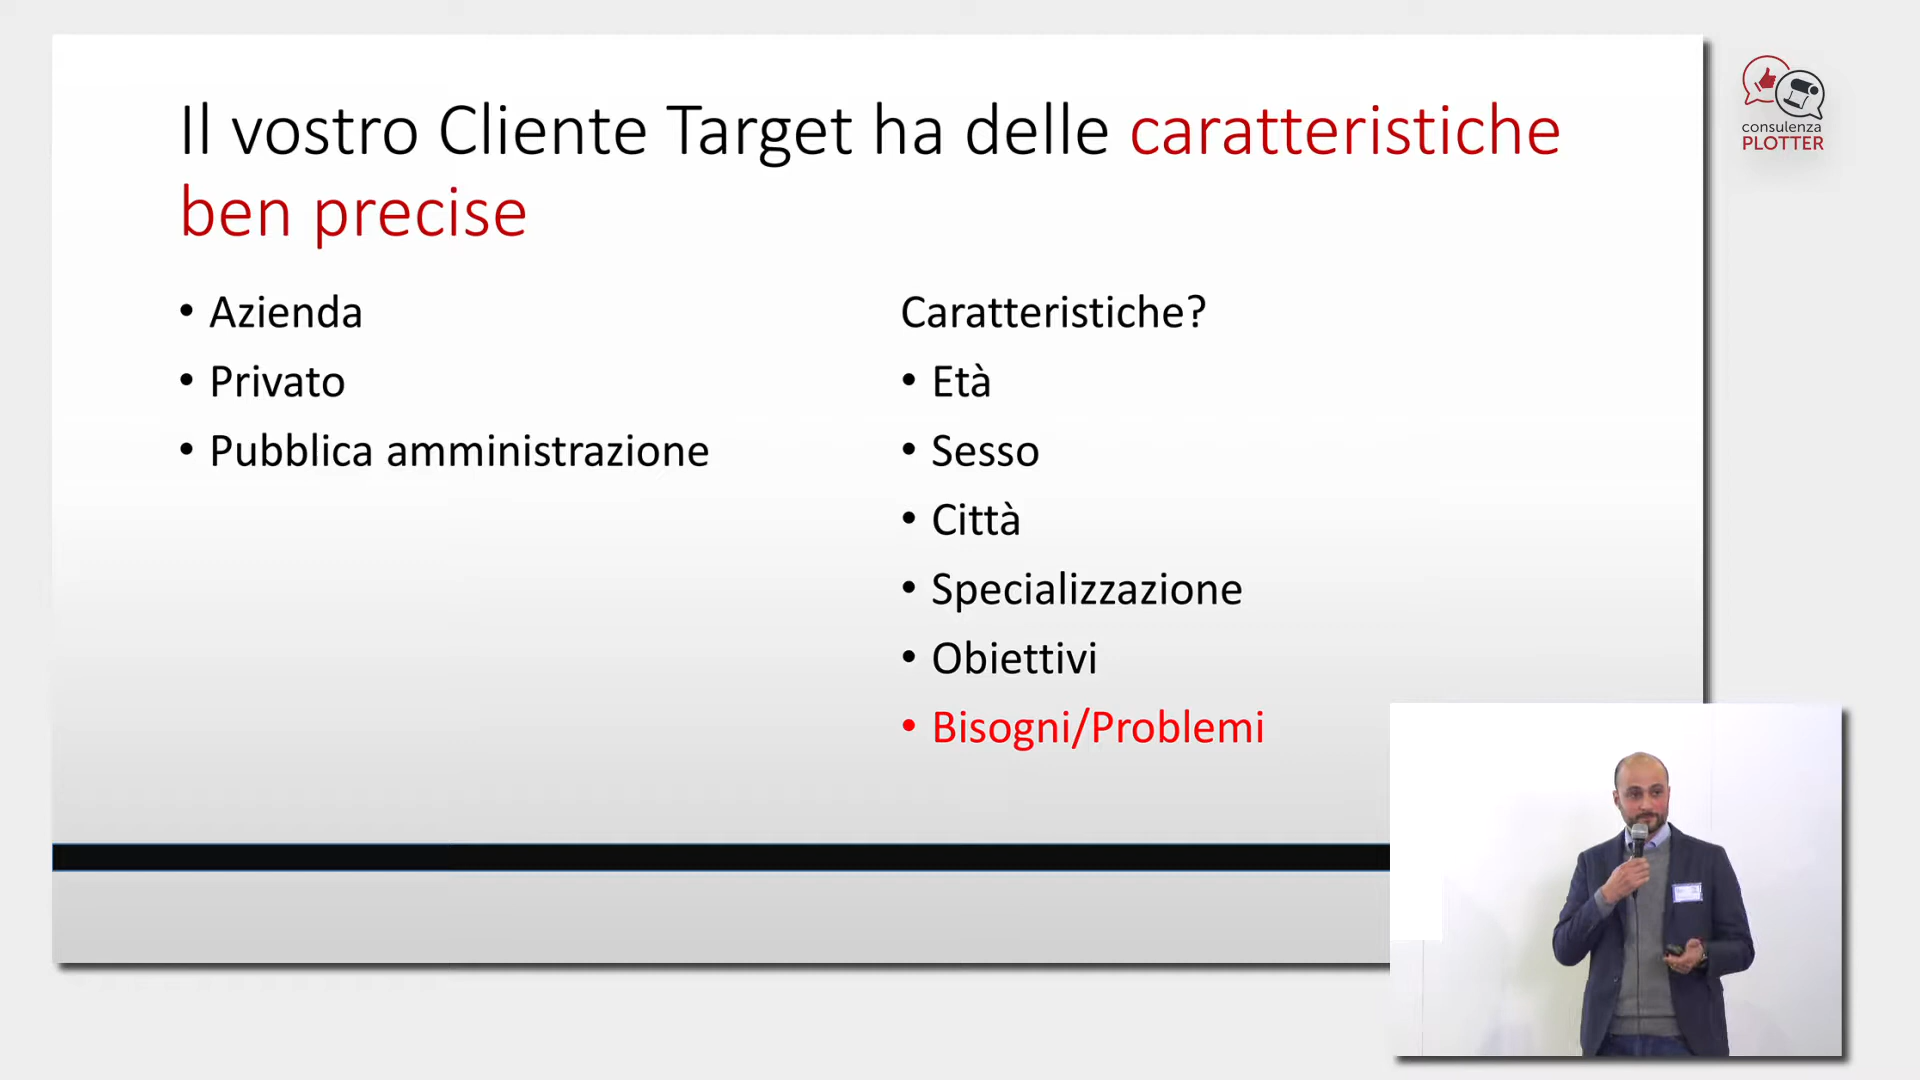 Il vostro Cliente Target ha delle caratteristiche
ben precise
• Azienda
• Privato
• Pubblica amministrazione
Caratteristiche?
• Età
• Sesso
• Città
• Specializzazione
• Obiettivi
• Bisogni/Problemi
consulenza
PLOTTER